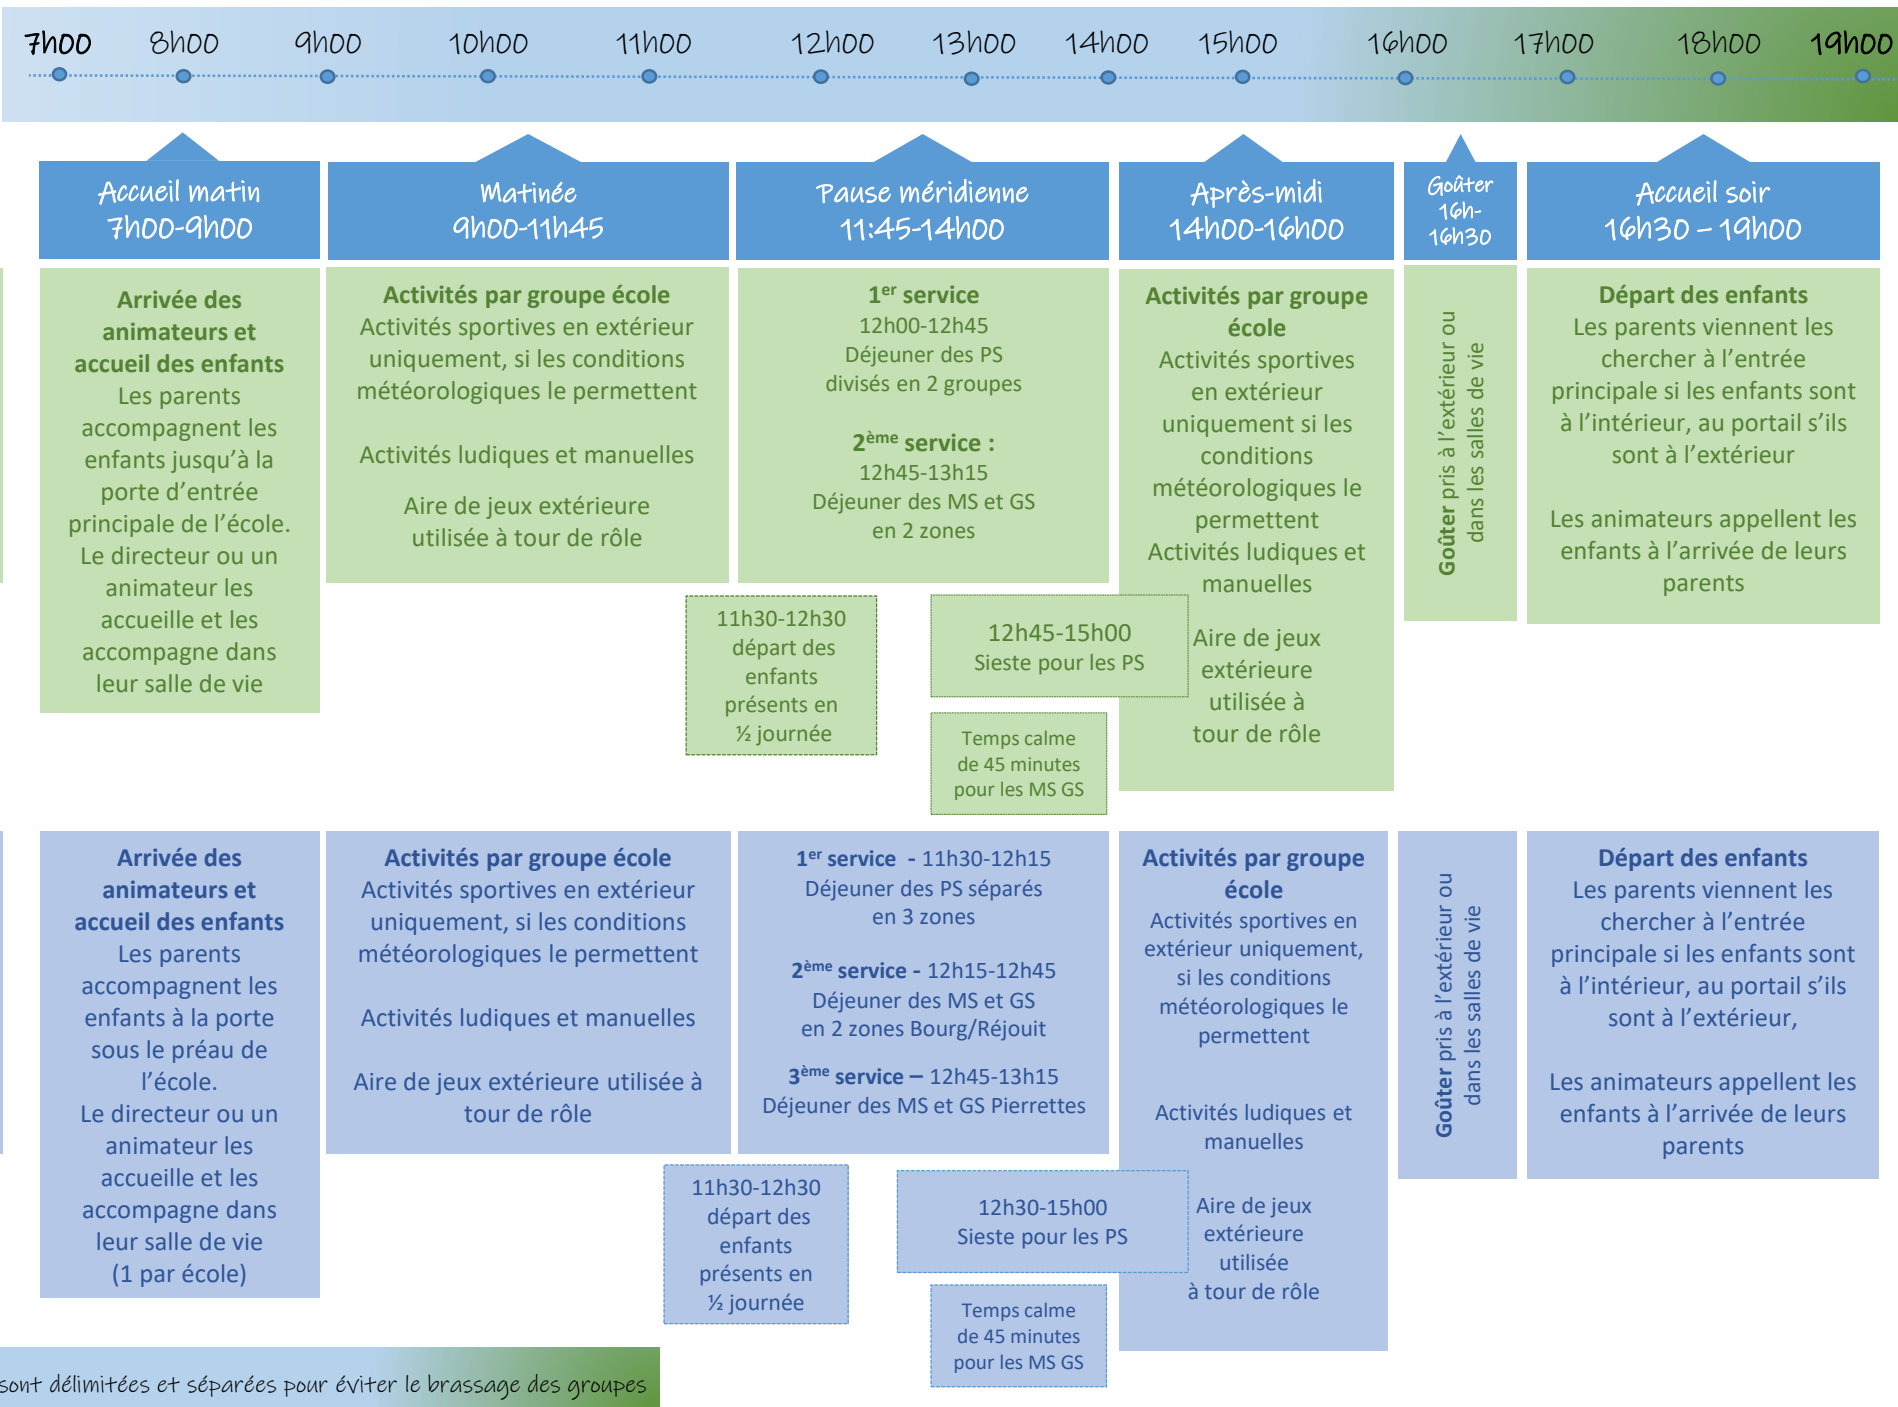 7h00 8h00 9h00 10h00 11h00 12h00 13h00 14h00 15h00 16h00 17h00 18h00 19h00
Accueil matin
7h00-9h00
Matinée
9h00-11h45
Pause méridienne
11:45-14h00
Après-midi
14h00-16h00
Goûter
16h-
16h30
Accueil soir
16h30 – 19h00
Arrivée des
animateurs et
accueil des enfants
Les parents
accompagnent les
enfants jusqu’à la
porte d’entrée
principale de l’école.
Le directeur ou un
animateur les
accueille et les
accompagne dans
leur salle de vie
Activités par groupe école
Activités sportives en extérieur
uniquement, si les conditions
météorologiques le permettent
Activités ludiques et manuelles
Aire de jeux extérieure
utilisée à tour de rôle
1er service
12h00-12h45
Déjeuner des PS
divisés en 2 groupes
2ème service :
12h45-13h15
Déjeuner des MS et GS
en 2 zones
11h30-12h30
départ des
enfants
présents en
½ journée
12h45-15h00
Sieste pour les PS
Temps calme
de 45 minutes
pour les MS GS
Activités par groupe
école
Activités sportives
en extérieur
uniquement si les
conditions
météorologiques le
permettent
Activités ludiques et
manuelles
Aire de jeux
extérieure
utilisée à
tour de rôle
Goûter pris à l’extérieur ou
dans les salles de vie
Départ des enfants
Les parents viennent les
chercher à l’entrée
principale si les enfants sont
à l’intérieur, au portail s’ils
sont à l’extérieur
Les animateurs appellent les
enfants à l’arrivée de leurs
parents
Arrivée des
animateurs et
accueil des enfants
Les parents
accompagnent les
enfants à la porte
sous le préau de
l’école.
Le directeur ou un
animateur les
accueille et les
accompagne dans
leur salle de vie
(1 par école)
Activités par groupe école
Activités sportives en extérieur
uniquement, si les conditions
météorologiques le permettent
Activités ludiques et manuelles
Aire de jeux extérieure utilisée à
tour de rôle
1er service - 11h30-12h15
Déjeuner des PS séparés
en 3 zones
2ème service - 12h15-12h45
Déjeuner des MS et GS
en 2 zones Bourg/Réjouit
3ème service – 12h45-13h15
Déjeuner des MS et GS Pierrettes
11h30-12h30
départ des
enfants
présents en
½ journée
12h30-15h00
Sieste pour les PS
Temps calme
de 45 minutes
pour les MS GS
Activités par groupe
école
Activités sportives en
extérieur uniquement,
si les conditions
météorologiques le
permettent
Activités ludiques et
manuelles
Aire de jeux
extérieure
utilisée
à tour de rôle
Goûter pris à l’extérieur ou
dans les salles de vie
Départ des enfants
Les parents viennent les
chercher à l’entrée
principale si les enfants sont
à l’intérieur, au portail s’ils
sont à l’extérieur,
Les animateurs appellent les
enfants à l’arrivée de leurs
parents
sont délimitées et séparées pour éviter le brassage des groupes